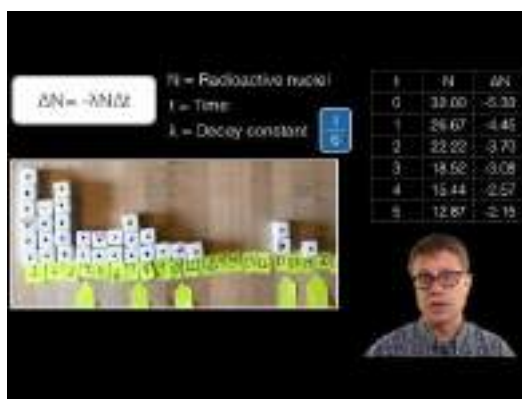 ΔN = -λNΔt
N = Radioactive nuclei
t = Time
λ = Decay constant
1
6
t N ΔN
0 32.00 -5.33
1 26.67 -4.45
2 22.22 -3.70
3 18.52 -3.08
4 15.44 -2.57
5 12.87 -2.15